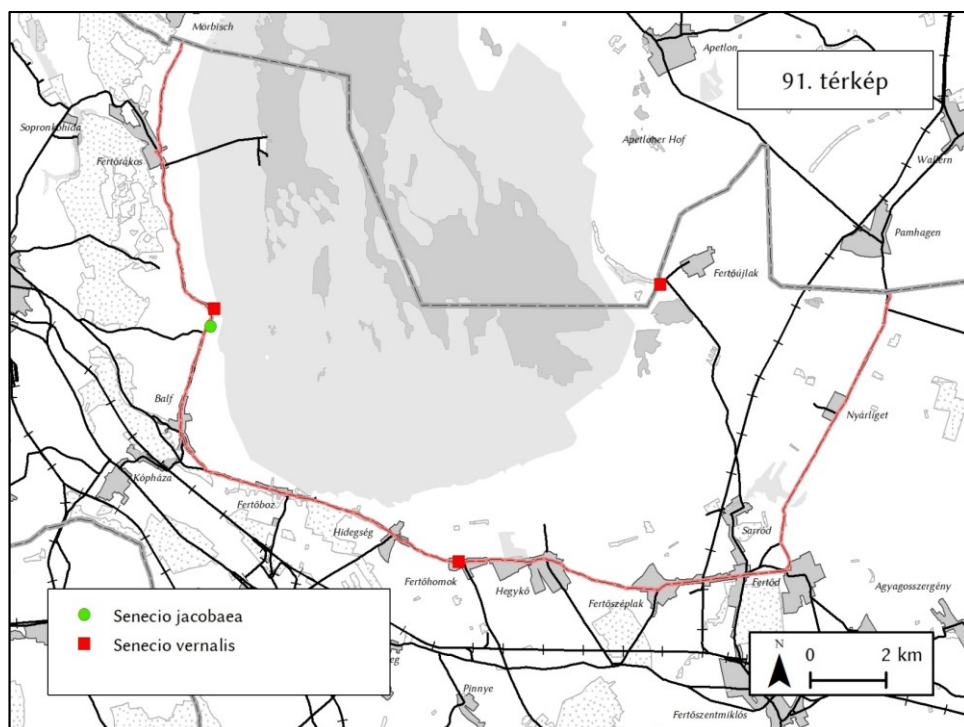 Mörbisch
Apetlon
91. térkép
Sopronkőhida
Fertőrákos
Apetloner Hof
Wallern
Pamhagen
Fertőújlak
Balf
Nyárliget
Kópháza
Fertőboz
Hidegség
Sarród
Fertőhomok
Hegykő
Fertőszéplak
Fertőd
Agyagosszergény
Senecio jacobaea
Senecio vernalis
N
0 2 km
eg
Pinnye
Fertőszentmiklós